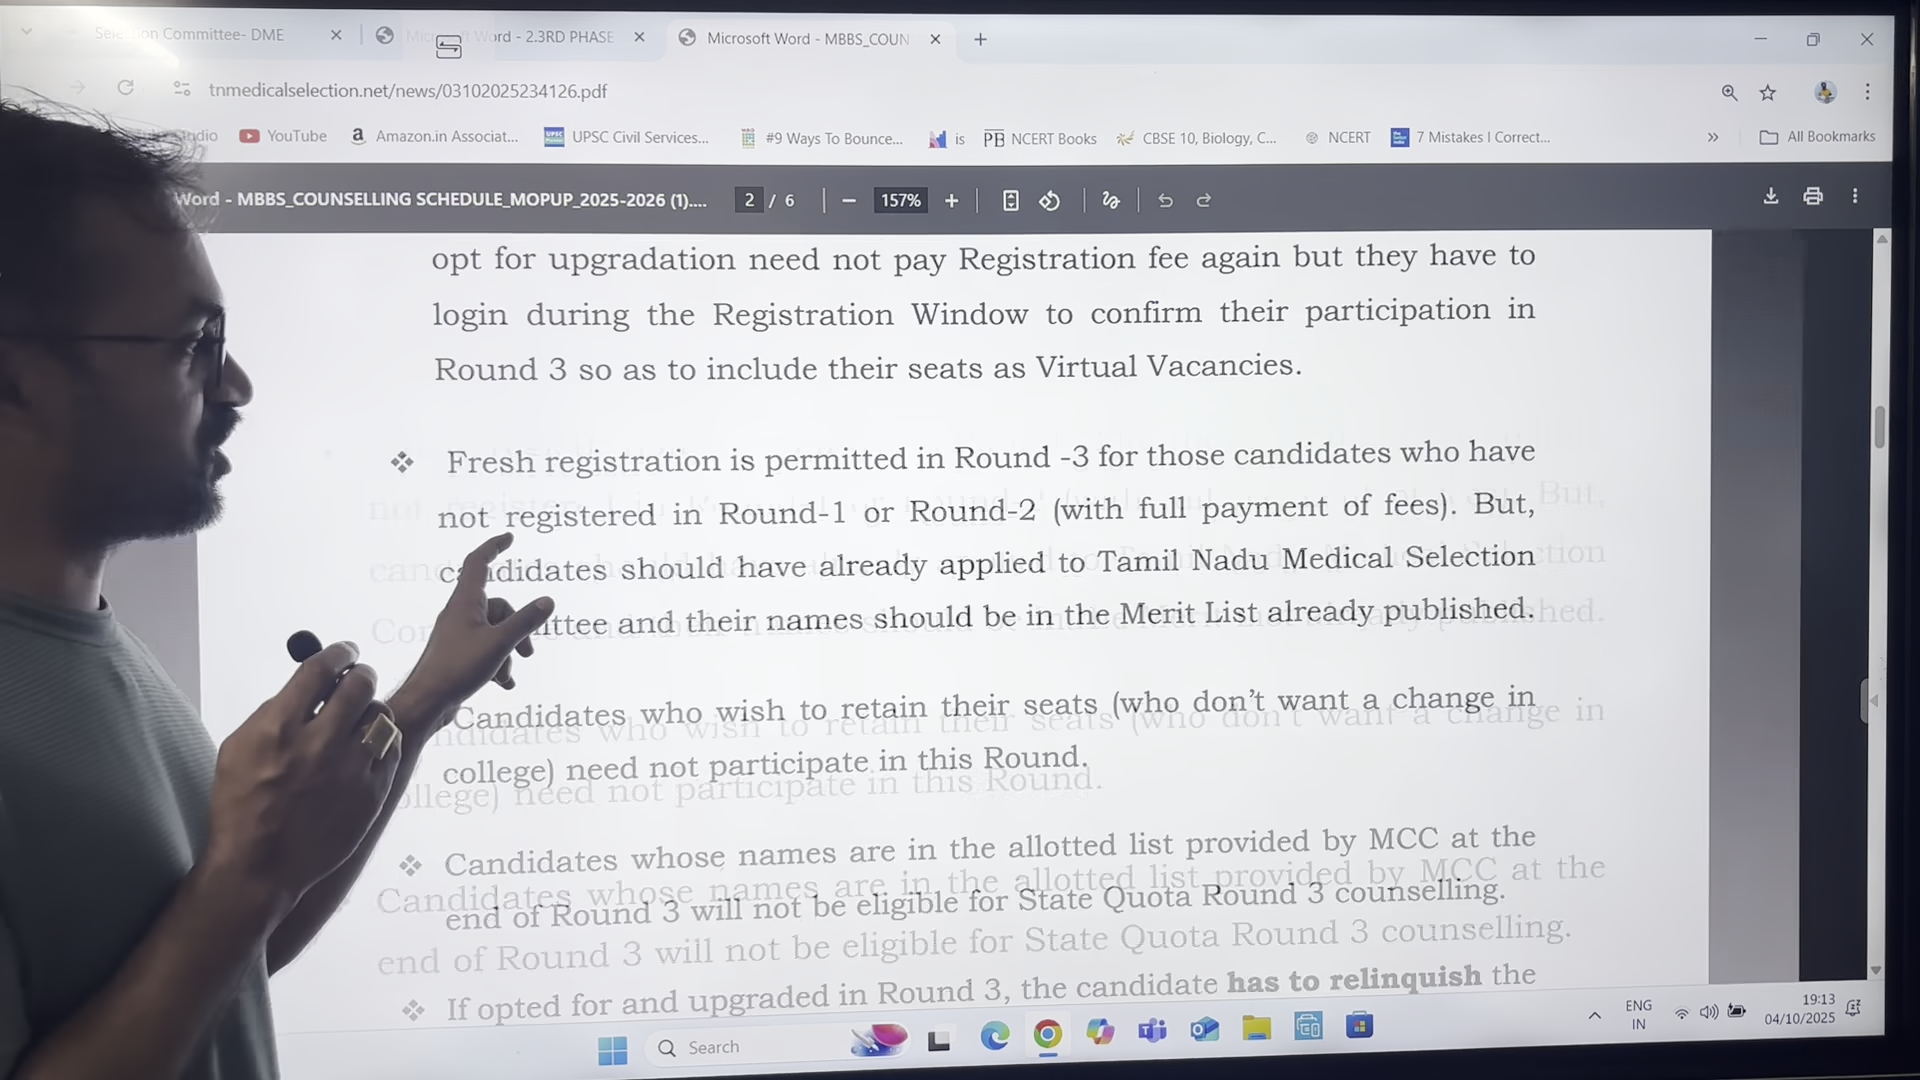 Selection Committee- DME
Microsoft Word - 2.3RD PHASE
Microsoft Word - MBBS_COUN
tnmedicalselection.net/news/03102025234126.pdf
YouTube
Amazon.in Associat...
UPSC Civil Services...
#9 Ways To Bounce...
is
PB NCERT Books
CBSE 10, Biology, C...
NCERT
7 Mistakes I Correct...
All Bookmarks
Word - MBBS_COUNSELLING SCHEDULE_MOPUP_2025-2026 (1)....
2 / 6
157%
opt for upgradation need not pay Registration fee again but they have to
login during the Registration Window to confirm their participation in
Round 3 so as to include their seats as Virtual Vacancies.
❖ Fresh registration is permitted in Round -3 for those candidates who have
not registered in Round-1 or Round-2 (with full payment of fees). But,
candidates should have already applied to Tamil Nadu Medical Selection
ittee and their names should be in the Merit List already published.
Candidates who wish to retain their seats (who don't want a change in
college) need not participate in this Round.
❖ Candidates whose names are in the allotted list provided by MCC at the
end of Round 3 will not be eligible for State Quota Round 3 counselling.
❖ If opted for and upgraded in Round 3, the candidate has to relinquish the
Search
ENG
IN
19:13
04/10/2025